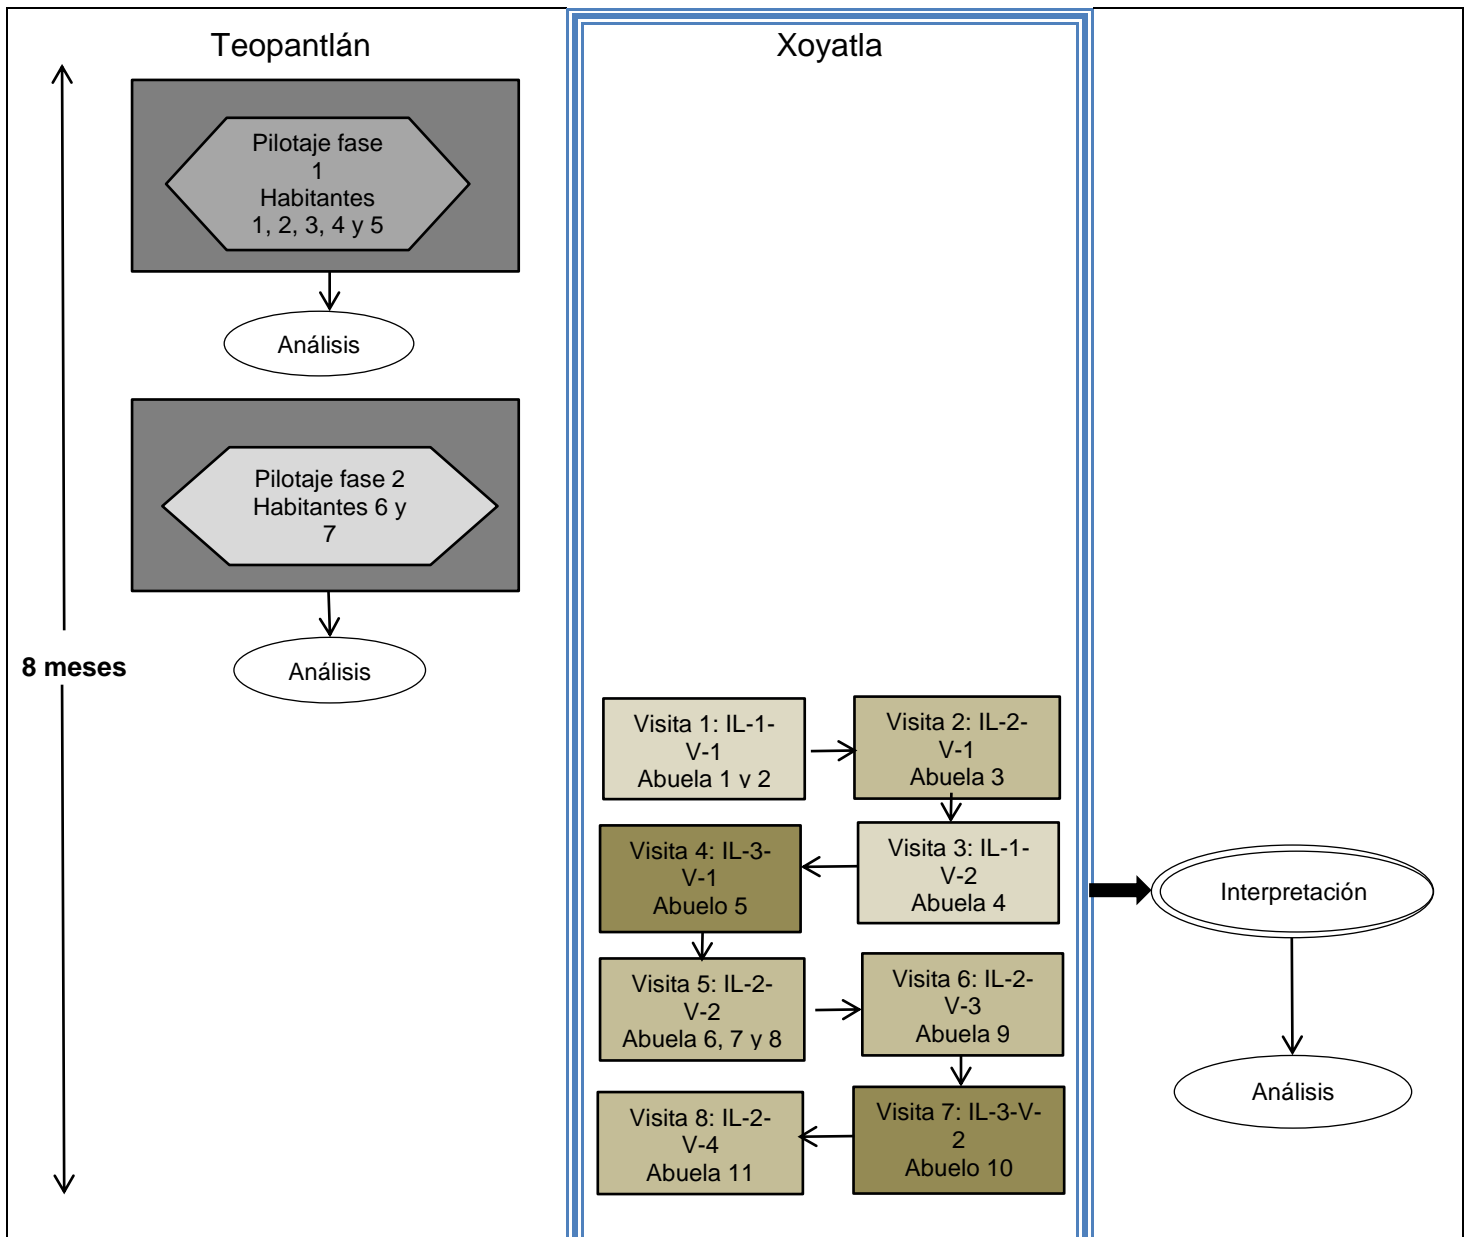 Teopantlán
Xoyatla
Pilotaje fase
1
Habitantes
1, 2, 3, 4 y 5
Análisis
Pilotaje fase 2
Habitantes 6 y
7
Análisis
8 meses
Visita 1: IL-1-
V-1
Abuela 1 y 2
Visita 2: IL-2-
V-1
Abuela 3
Visita 3: IL-1-
V-2
Abuela 4
Visita 4: IL-3-
V-1
Abuelo 5
Visita 5: IL-2-
V-2
Abuela 6, 7 y 8
Visita 6: IL-2-
V-3
Abuela 9
Visita 7: IL-3-V-
2
Abuelo 10
Visita 8: IL-2-
V-4
Abuela 11
Interpretación
Análisis